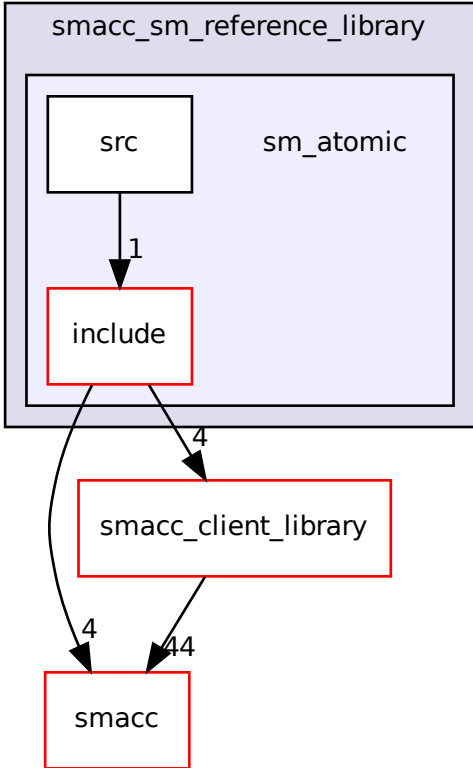 smacc_sm_reference_library
src
sm_atomic
1
include
4
smacc_client_library
4
44
smacc